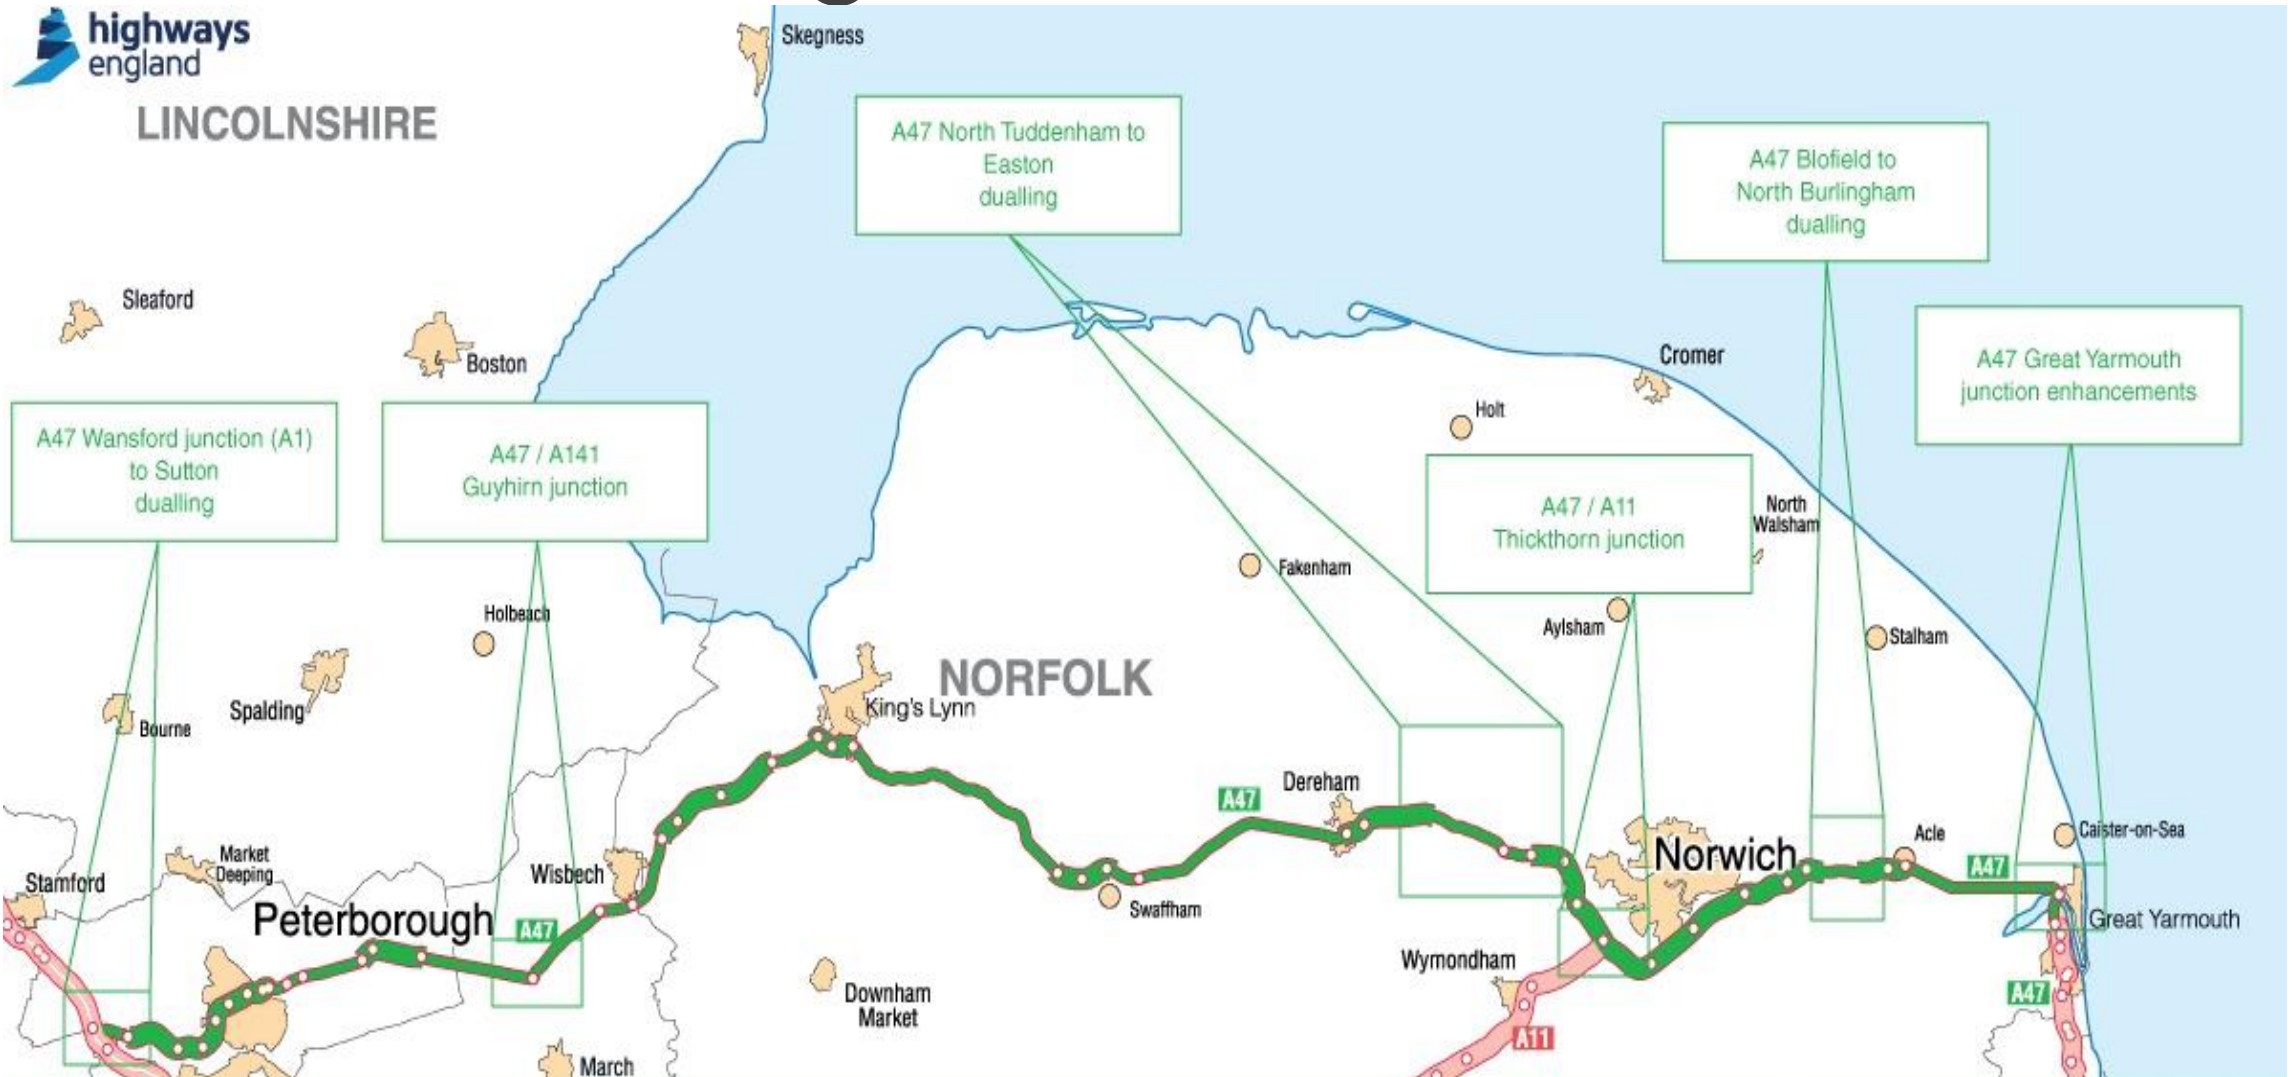 highways
england
LINCOLNSHIRE
Skegness
A47 North Tuddenham to
Easton
dualling
A47 Blofield to
North Burlingham
dualling
Sleaford
Boston
A47 Great Yarmouth
junction enhancements
Cromer
Holt
A47 Wansford junction (A1)
to Sutton
dualling
A47 / A141
Guyhirn junction
A47 / A11
Thickthorn junction
North
Walsham
Fakenham
Holbeach
Aylsham
Stalham
NORFOLK
Spalding
Bourne
King's Lynn
Dereham
A47
Acle
Caister-on-Sea
Market
Deeping
Stamford
Wisbech
Norwich
A47
Swaffham
Peterborough
A47
Great Yarmouth
Wymondham
Downham
Market
A47
A11
March